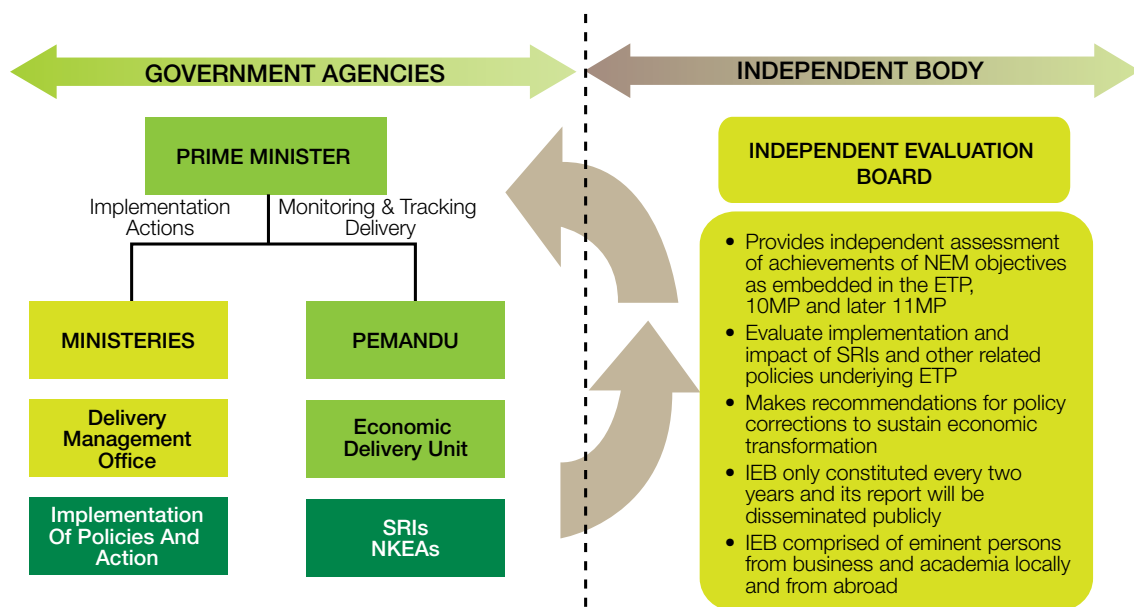 GOVERNMENT AGENCIES
INDEPENDENT BODY
PRIME MINISTER
Implementation
Actions
Monitoring & Tracking
Delivery
MINISTERIES
PEMANDU
Delivery
Management
Office
Economic
Delivery Unit
Implementation
Of Policies And
Action
SRIs
NKEAs
INDEPENDENT EVALUATION
BOARD
• Provides independent assessment
of achievements of NEM objectives
as embedded in the ETP,
10MP and later 11MP
• Evaluate implementation and
impact of SRIs and other related
policies underiying ETP
• Makes recommendations for policy
corrections to sustain economic
transformation
• IEB only constituted every two
years and its report will be
disseminated publicly
• IEB comprised of eminent persons
from business and academia locally
and from abroad